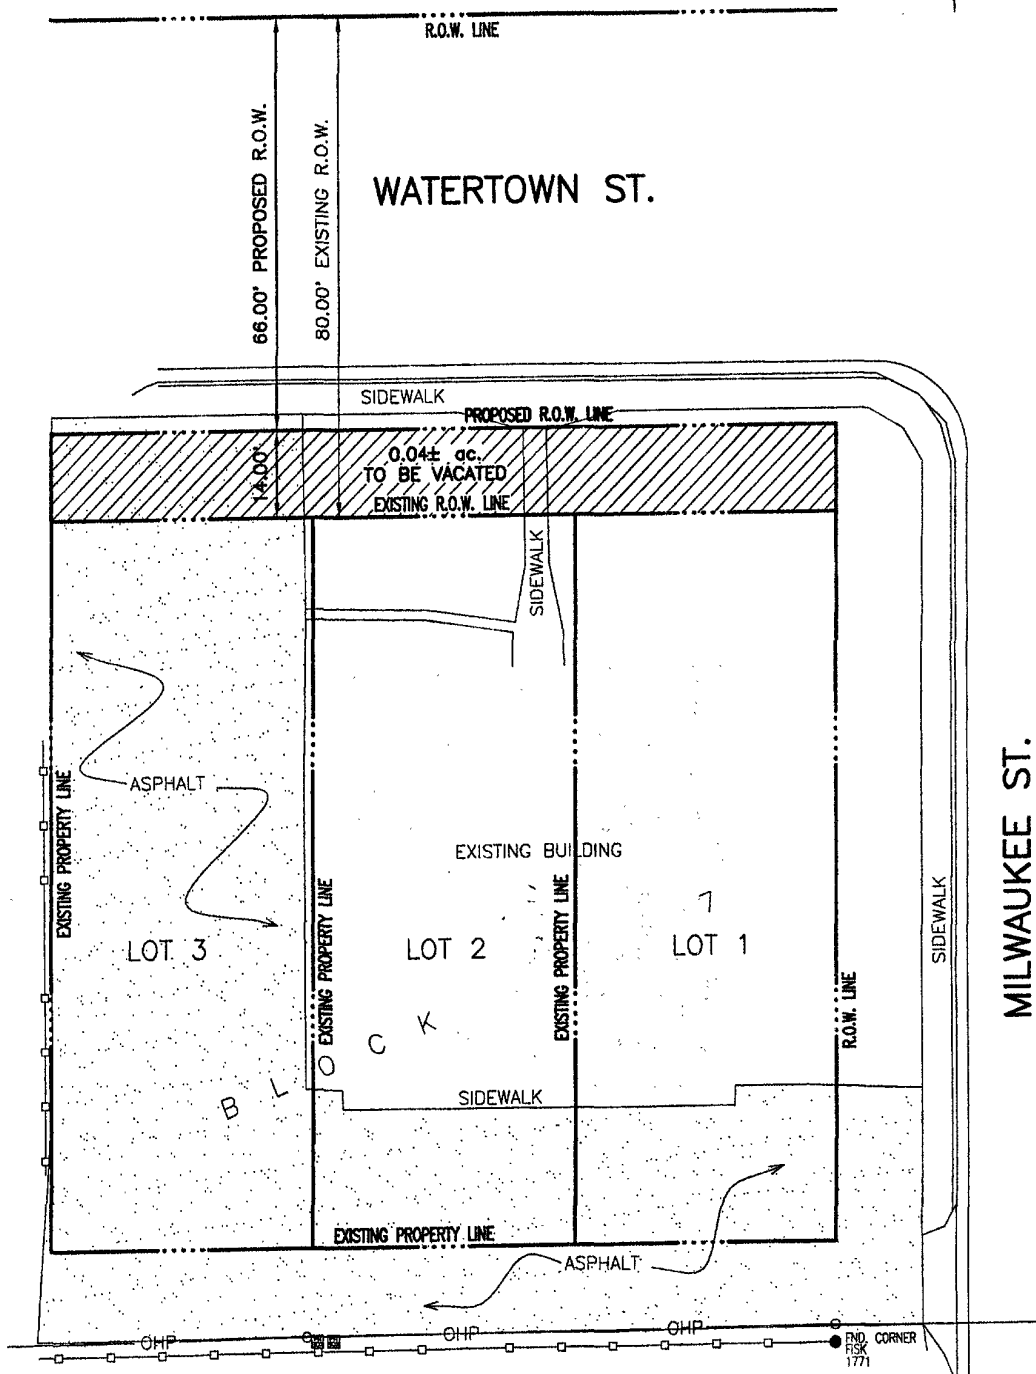 R.O.W. LINE
66.00' PROPOSED R.O.W.
80.00' EXISTING R.O.W.
WATERTOWN ST.
SIDEWALK
PROPOSED R.O.W. LINE
14.00'
0.04± ac.
TO BE VACATED
EXISTING R.O.W. LINE
SIDEWALK
ASPHALT
EXISTING PROPERTY LINE
EXISTING BUILDING
EXISTING PROPERTY LINE
EXISTING PROPERTY LINE
LOT 3
LOT 2
LOT 1
BLOCK 7
R.O.W. LINE
SIDEWALK
MILWAUKEE ST.
SIDEWALK
EXISTING PROPERTY LINE
ASPHALT
OHP
OHP
OHP
FND. CORNER
FISK
1771